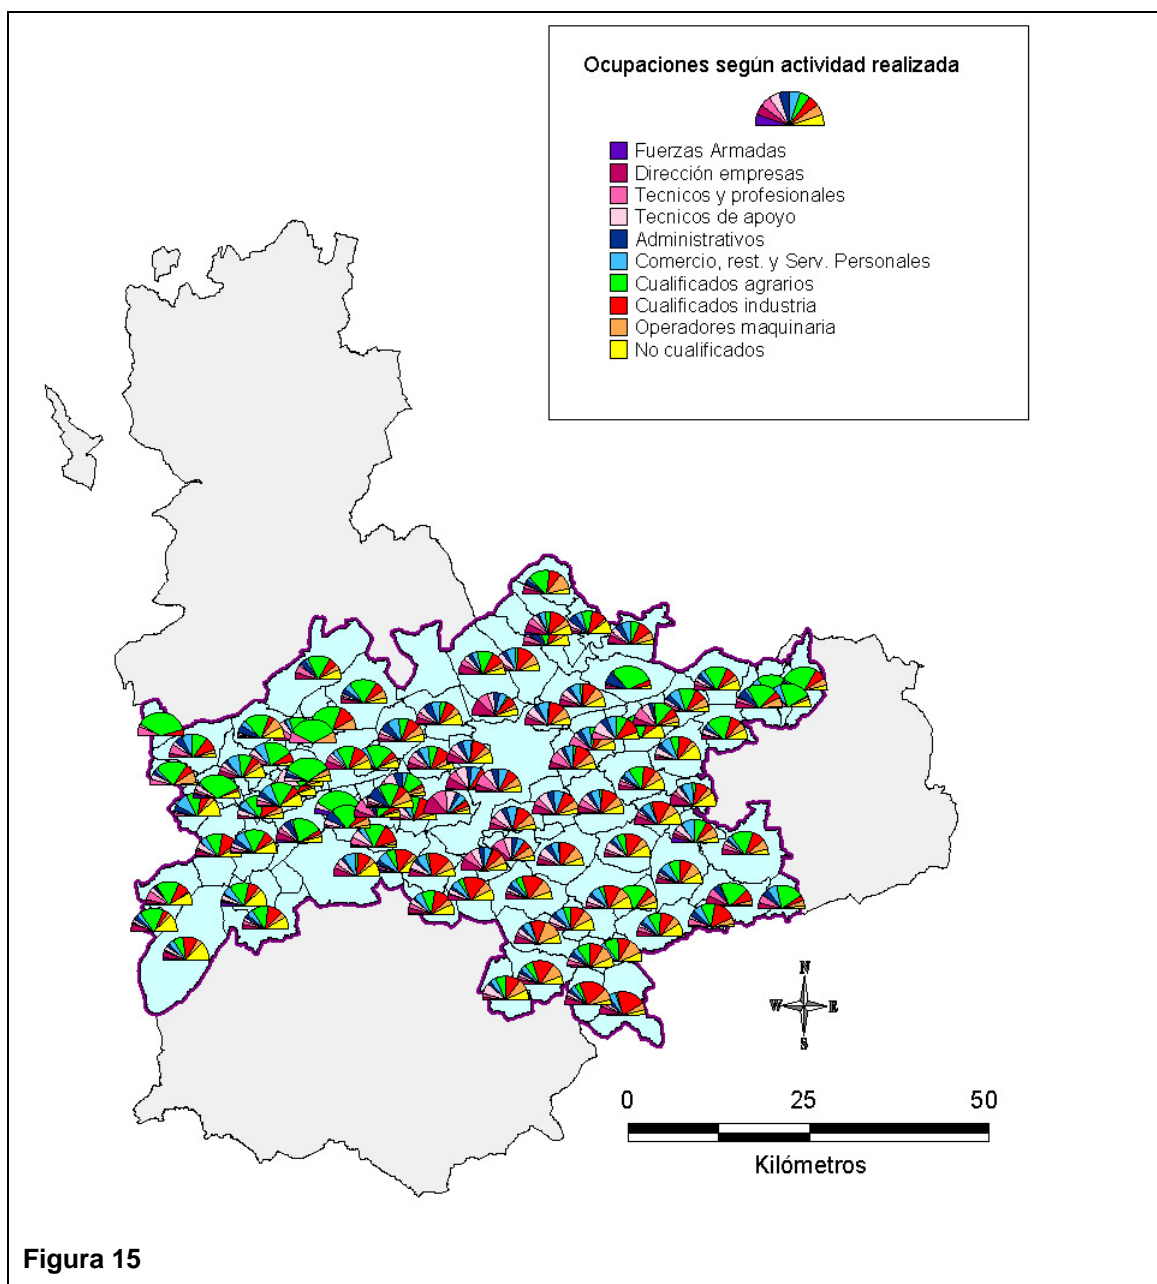 Ocupaciones según actividad realizada
Fuerzas Armadas
Dirección empresas
Tecnicos y profesionales
Tecnicos de apoyo
Administrativos
Comercio, rest. y Serv. Personales
Cualificados agrarios
Cualificados industria
Operadores maquinaria
No cualificados
N
W E
S
0 25 50
Kilómetros
Figura 15